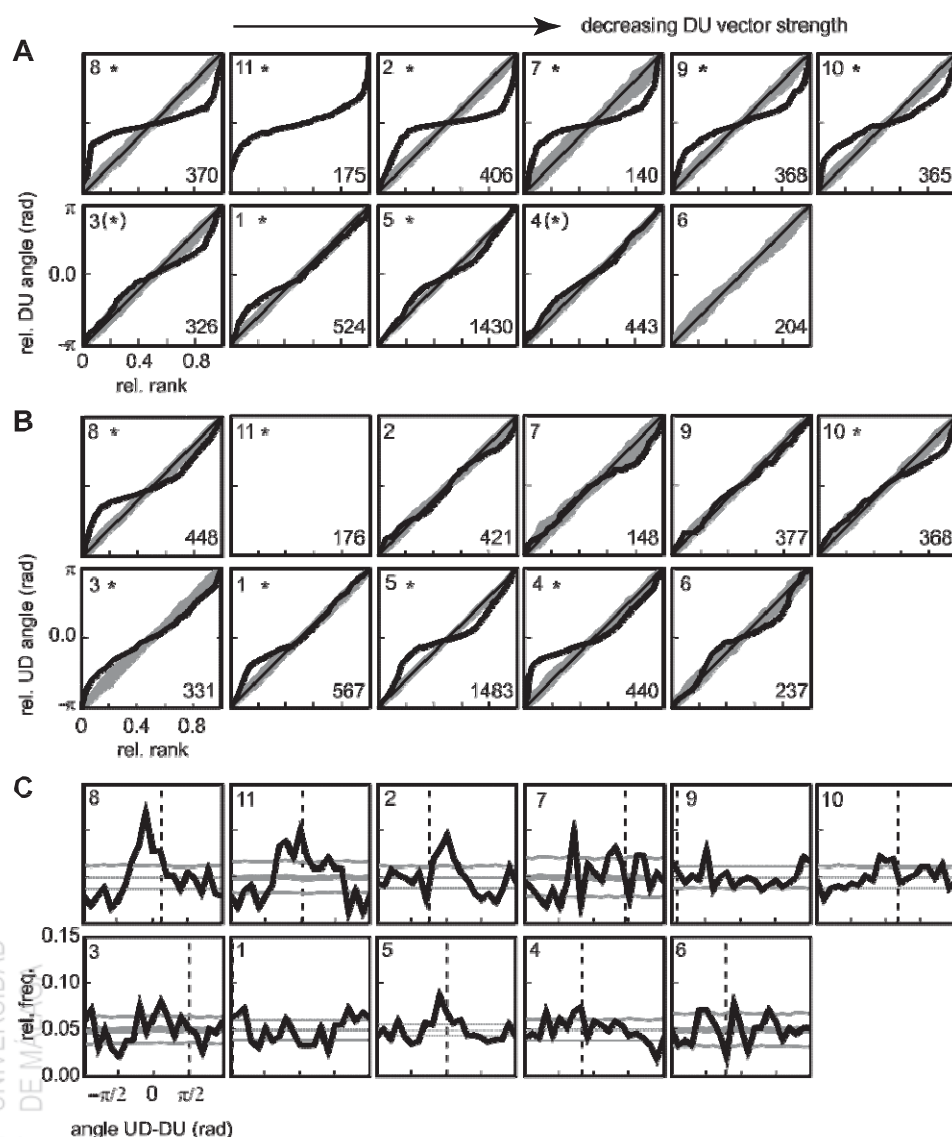 decreasing DU vector strength
A
8 * 11 * 2 * 7 * 9 * 10 *
370 175 406 140 368 365
3(*) 1 * 5 * 4(*) 6
326 524 1430 443 204
rel. DU angle (rad)
π
0.0
-π
0 0.4 0.8
rel. rank
B
8 * 11 * 2 7 9 10 *
448 176 421 148 377 368
3 * 1 * 5 * 4 * 6
331 567 1483 440 237
rel. UD angle (rad)
π
0.0
-π
0 0.4 0.8
rel. rank
C
8 11 2 7 9 10
3 1 5 4 6
0.15
0.10
0.05
0.00
rel. freq.
-π/2 0 π/2
angle UD-DU (rad)
DE MÁLAGA